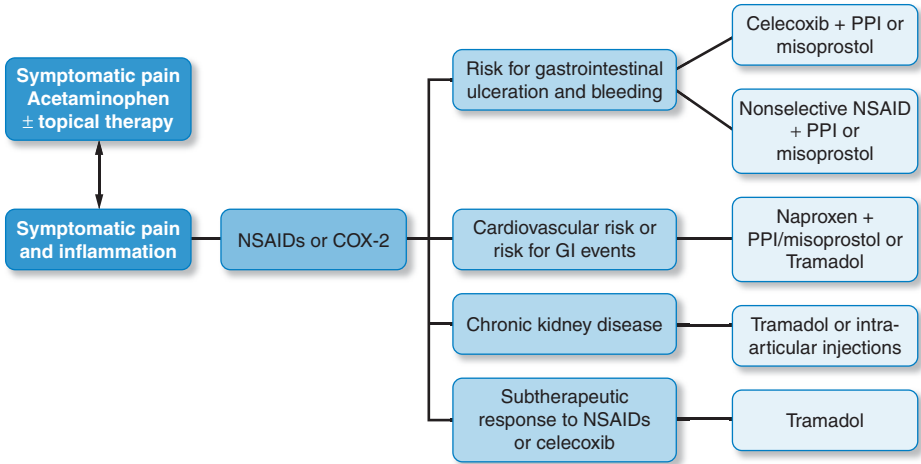 Symptomatic pain
Acetaminophen
± topical therapy
Symptomatic pain
and inflammation
NSAIDs or COX-2
Risk for gastrointestinal
ulceration and bleeding
Celecoxib + PPI or
misoprostol
Nonselective NSAID
+ PPI or
misoprostol
Cardiovascular risk or
risk for GI events
Naproxen +
PPI/misoprostol or
Tramadol
Chronic kidney disease
Tramadol or intra-
articular injections
Subtherapeutic
response to NSAIDs
or celecoxib
Tramadol